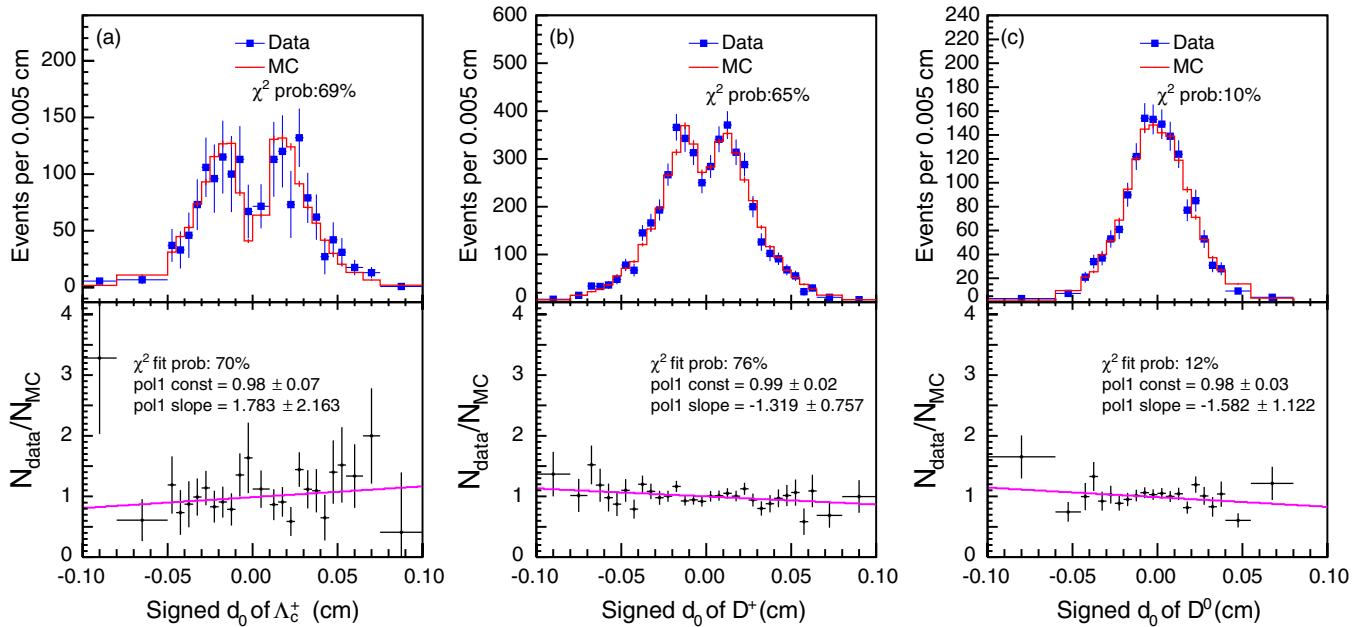 (a)
Data
MC
χ² prob:69%
Events per 0.005 cm
200
150
100
50
0
(b)
Data
MC
χ² prob:65%
Events per 0.005 cm
600
500
400
300
200
100
0
(c)
Data
MC
χ² prob:10%
Events per 0.005 cm
240
220
200
180
160
140
120
100
80
60
40
20
0
χ² fit prob: 70%
pol1 const = 0.98 ± 0.07
pol1 slope = 1.783 ± 2.163
N_data/N_MC
4
3
2
1
0
-0.10 -0.05 0.00 0.05 0.10
Signed d₀ of Λ_c⁺ (cm)
χ² fit prob: 76%
pol1 const = 0.99 ± 0.02
pol1 slope = -1.319 ± 0.757
N_data/N_MC
4
3
2
1
0
-0.10 -0.05 0.00 0.05 0.10
Signed d₀ of D⁺(cm)
χ² fit prob: 12%
pol1 const = 0.98 ± 0.03
pol1 slope = -1.582 ± 1.122
N_data/N_MC
4
3
2
1
0
-0.10 -0.05 0.00 0.05 0.10
Signed d₀ of D⁰(cm)